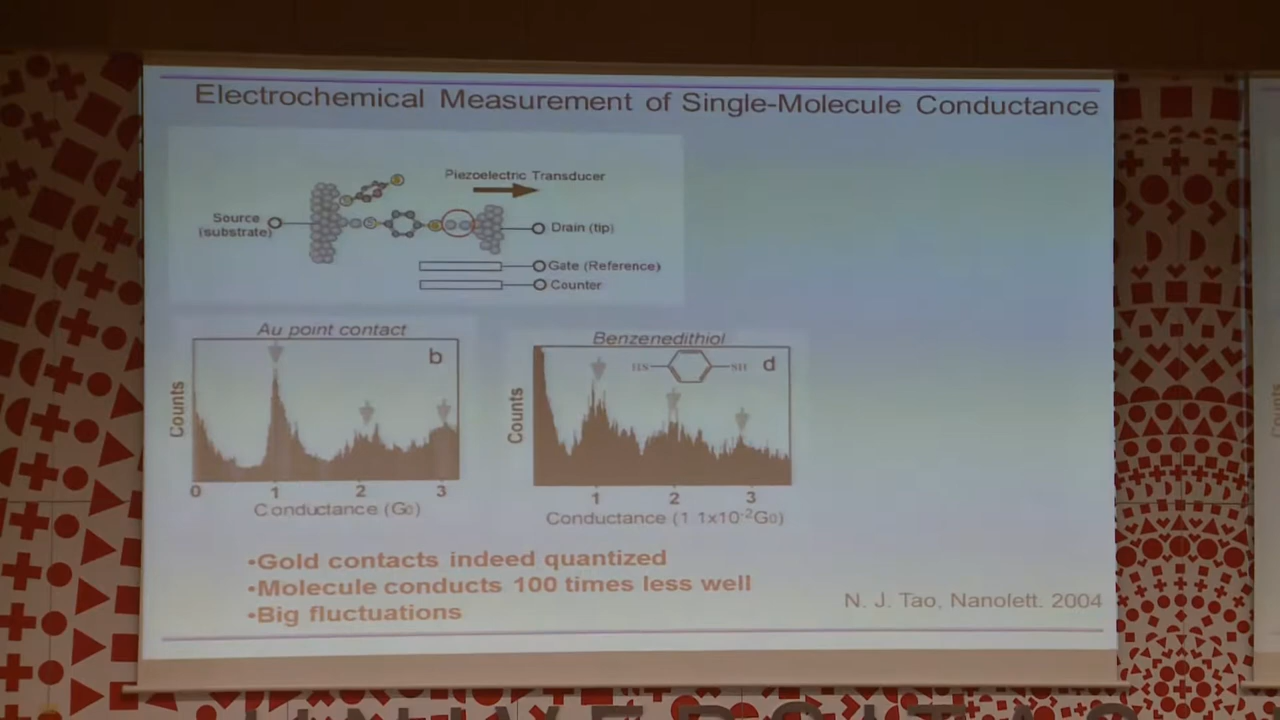 Electrochemical Measurement of Single-Molecule Conductance
Piezoelectric Transducer
Source
(substrate)
S
S
S
S
Drain (tip)
Gate (Reference)
Counter
Au point contact
b
Counts
0 1 2 3
Conductance (G0)
Benzenedithiol
HS SH
d
Counts
1 2 3
Conductance (1 1x10-2G0)
•Gold contacts indeed quantized
•Molecule conducts 100 times less well
•Big fluctuations
N. J. Tao, Nanolett. 2004